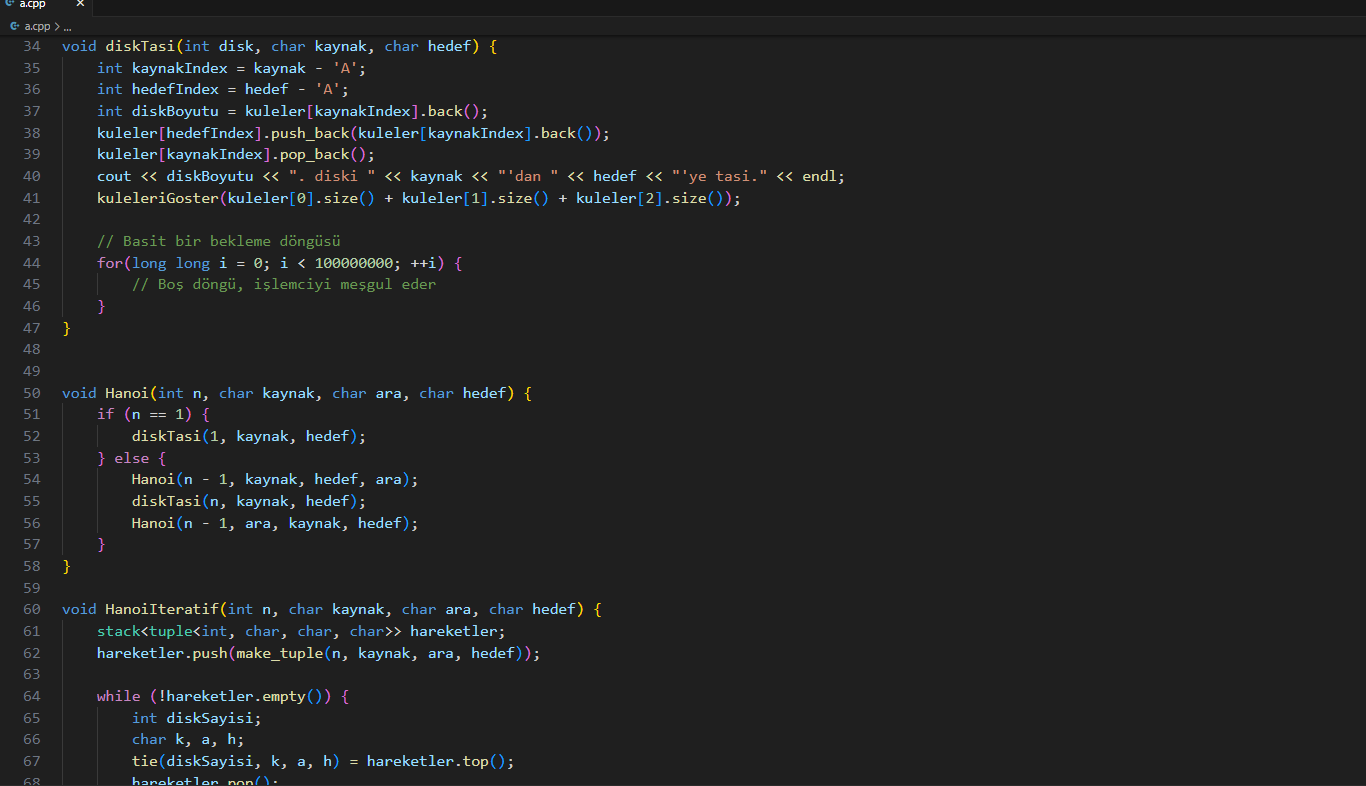 a.cpp ×
a.cpp > ...
34 void diskTasi(int disk, char kaynak, char hedef) {
35     int kaynakIndex = kaynak - 'A';
36     int hedefIndex = hedef - 'A';
37     int diskBoyutu = kuleler[kaynakIndex].back();
38     kuleler[hedefIndex].push_back(kuleler[kaynakIndex].back());
39     kuleler[kaynakIndex].pop_back();
40     cout << diskBoyutu << ". diski " << kaynak << "'dan " << hedef << "'ye tasi." << endl;
41     kuleleriGoster(kuleler[0].size() + kuleler[1].size() + kuleler[2].size());
42
43     // Basit bir bekleme döngüsü
44     for(long long i = 0; i < 100000000; ++i) {
45         // Boş döngü, işlemciyi meşgul eder
46     }
47 }
48
49
50 void Hanoi(int n, char kaynak, char ara, char hedef) {
51     if (n == 1) {
52         diskTasi(1, kaynak, hedef);
53     } else {
54         Hanoi(n - 1, kaynak, hedef, ara);
55         diskTasi(n, kaynak, hedef);
56         Hanoi(n - 1, ara, kaynak, hedef);
57     }
58 }
59
60 void HanoiIteratif(int n, char kaynak, char ara, char hedef) {
61     stack<tuple<int, char, char, char>> hareketler;
62     hareketler.push(make_tuple(n, kaynak, ara, hedef));
63
64     while (!hareketler.empty()) {
65         int diskSayisi;
66         char k, a, h;
67         tie(diskSayisi, k, a, h) = hareketler.top();
68         hareketler.pop();